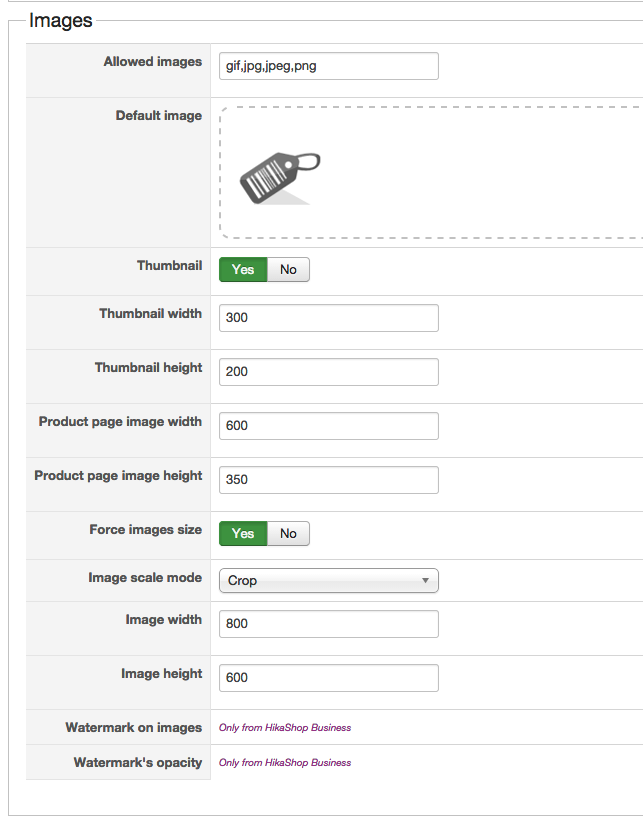 Images
Allowed images gif,jpg,jpeg,png
Default image
Thumbnail Yes No
Thumbnail width 300
Thumbnail height 200
Product page image width 600
Product page image height 350
Force images size Yes No
Image scale mode Crop
Image width 800
Image height 600
Watermark on images Only from HikaShop Business
Watermark's opacity Only from HikaShop Business